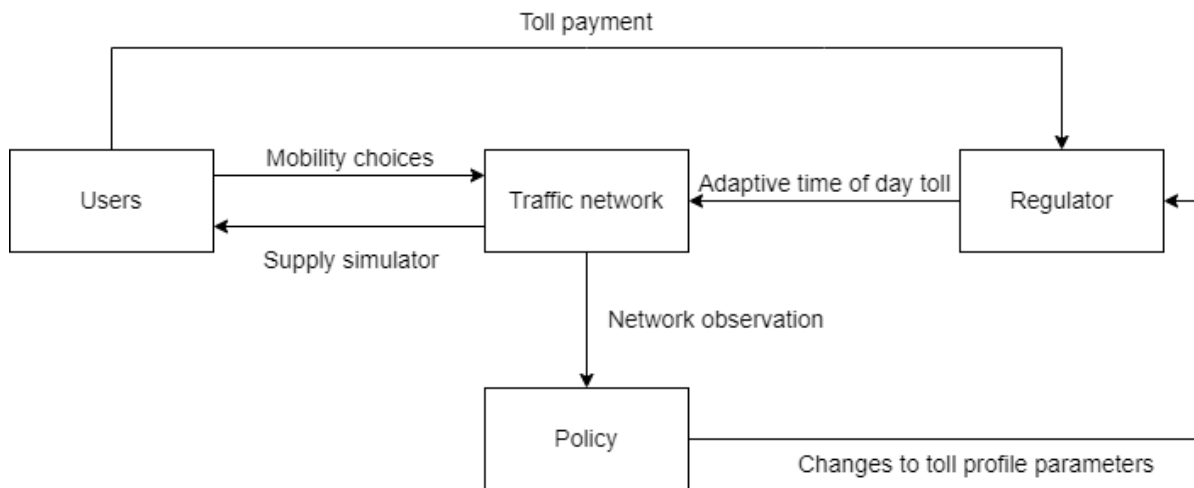 Toll payment
Mobility choices
Users
Traffic network
Adaptive time of day toll
Regulator
Supply simulator
Network observation
Policy
Changes to toll profile parameters